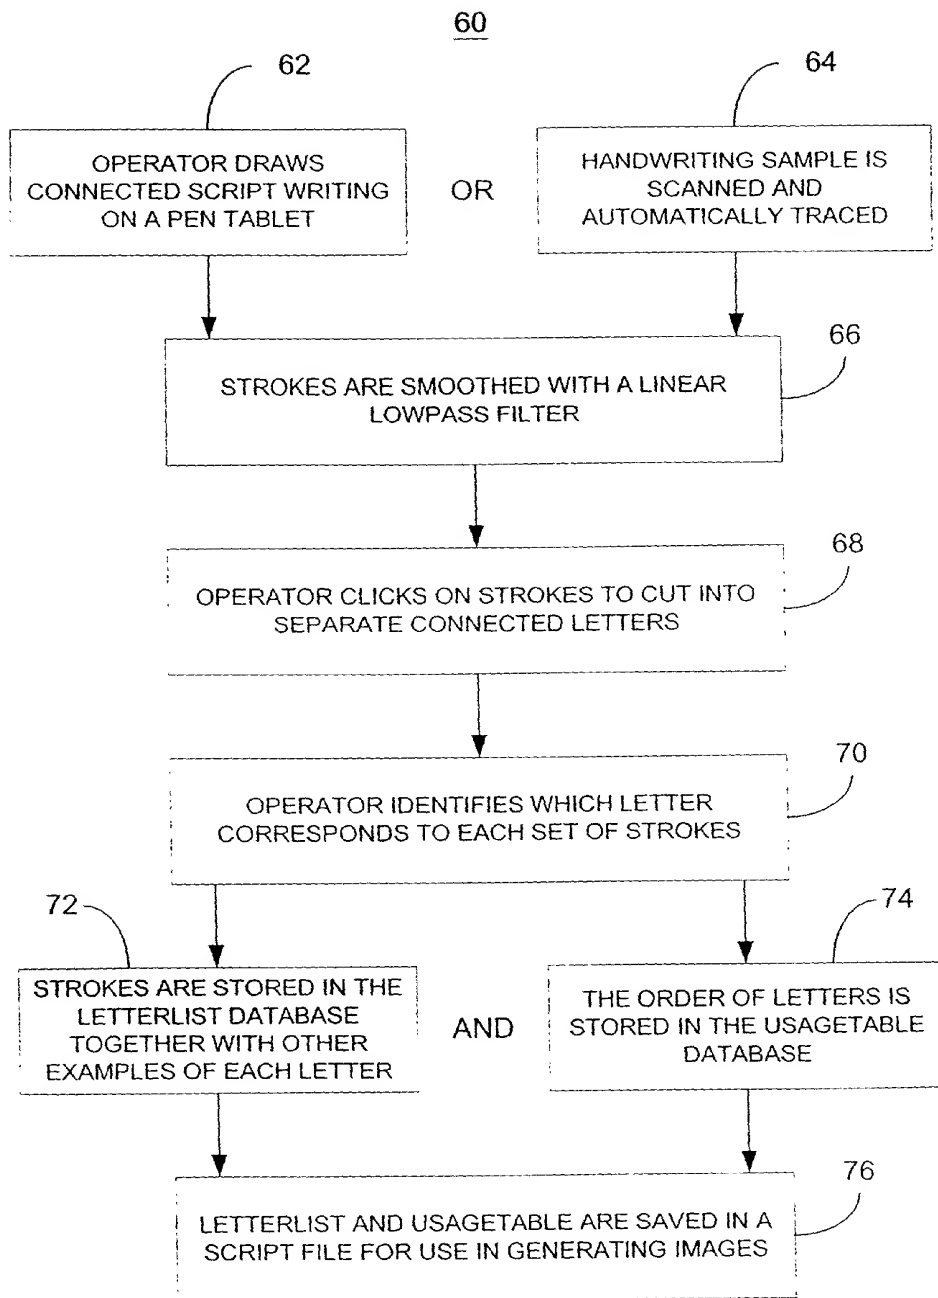 60
62
64
OPERATOR DRAWS
CONNECTED SCRIPT WRITING
ON A PEN TABLET
OR
HANDWRITING SAMPLE IS
SCANNED AND
AUTOMATICALLY TRACED
66
STROKES ARE SMOOTHED WITH A LINEAR
LOWPASS FILTER
68
OPERATOR CLICKS ON STROKES TO CUT INTO
SEPARATE CONNECTED LETTERS
70
OPERATOR IDENTIFIES WHICH LETTER
CORRESPONDS TO EACH SET OF STROKES
72
74
STROKES ARE STORED IN THE
LETTERLIST DATABASE
TOGETHER WITH OTHER
EXAMPLES OF EACH LETTER
AND
THE ORDER OF LETTERS IS
STORED IN THE USAGETABLE
DATABASE
76
LETTERLIST AND USAGETABLE ARE SAVED IN A
SCRIPT FILE FOR USE IN GENERATING IMAGES